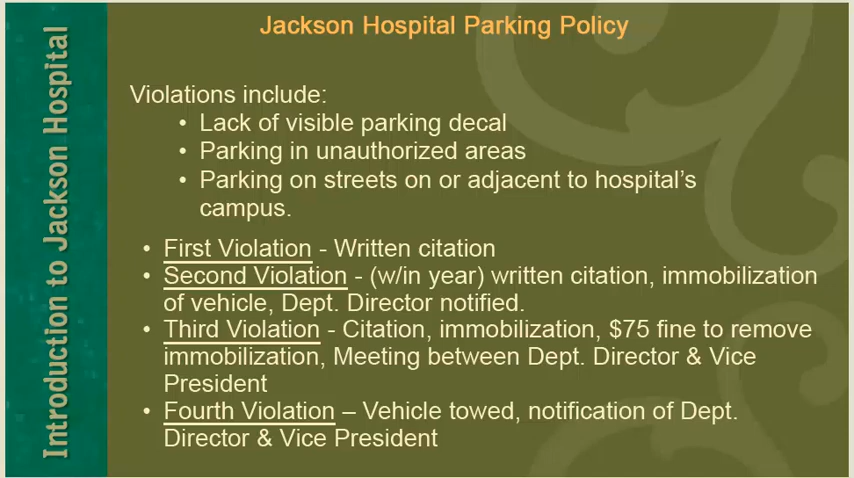 Introduction to Jackson Hospital
Jackson Hospital Parking Policy
Violations include:
• Lack of visible parking decal
• Parking in unauthorized areas
• Parking on streets on or adjacent to hospital’s
campus.
• First Violation - Written citation
• Second Violation - (w/in year) written citation, immobilization
of vehicle, Dept. Director notified.
• Third Violation - Citation, immobilization, $75 fine to remove
immobilization, Meeting between Dept. Director & Vice
President
• Fourth Violation – Vehicle towed, notification of Dept.
Director & Vice President